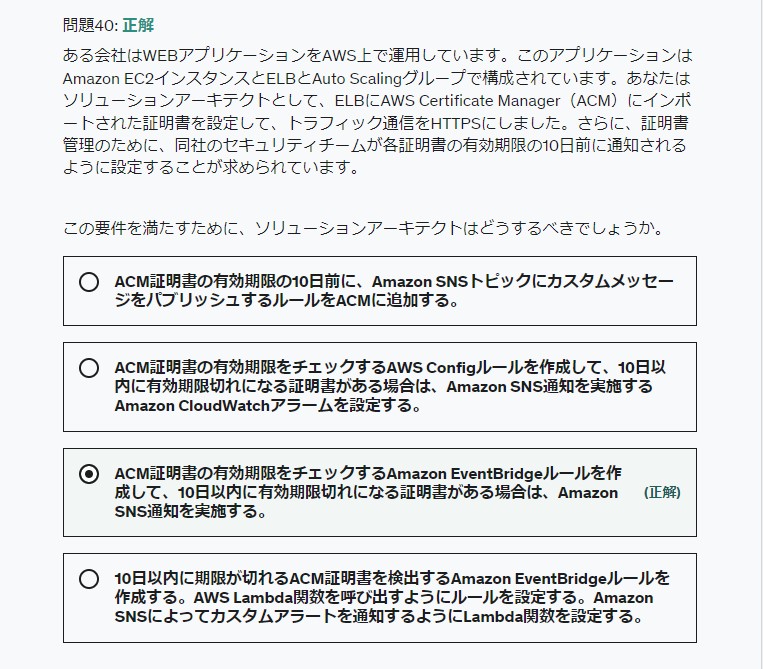 問題40: 正解
ある会社はWEBアプリケーションをAWS上で運用しています。このアプリケーションは
Amazon EC2インスタンスとELBとAuto Scalingグループで構成されています。あなたは
ソリューションアーキテクトとして、ELBにAWS Certificate Manager（ACM）にインポ
ートされた証明書を設定して、トラフィック通信をHTTPSにしました。さらに、証明書
管理のために、同社のセキュリティチームが各証明書の有効期限の10日前に通知される
ように設定することが求められています。
この要件を満たすために、ソリューションアーキテクトはどうするべきでしょうか。
ACM証明書の有効期限の10日前に、Amazon SNSトピックにカスタムメッセー
ジをパブリッシュするルールをACMに追加する。
ACM証明書の有効期限をチェックするAWS Configルールを作成して、10日以
内に有効期限切れになる証明書がある場合は、Amazon SNS通知を実施する
Amazon CloudWatchアラームを設定する。
ACM証明書の有効期限をチェックするAmazon EventBridgeルールを作
成して、10日以内に有効期限切れになる証明書がある場合は、Amazon
SNS通知を実施する。
(正解)
10日以内に期限が切れるACM証明書を検出するAmazon EventBridgeルールを
作成する。AWS Lambda関数を呼び出すようにルールを設定する。Amazon
SNSによってカスタムアラートを通知するようにLambda関数を設定する。